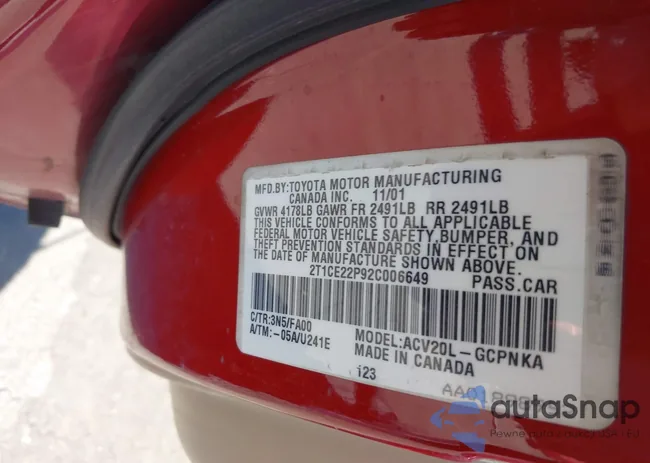 MFD.BY:TOYOTA MOTOR MANUFACTURING
CANADA INC. 11/01
GVWR 4178LB GAWR FR 2491LB RR 2491LB
THIS VEHICLE CONFORMS TO ALL APPLICABLE
FEDERAL MOTOR VEHICLE SAFETY,BUMPER, AND
THEFT PREVENTION STANDARDS IN EFFECT ON
THE DATE OF MANUFACTURE SHOWN ABOVE.
2T1CE22P92C006649 PASS.CAR
C/TR:3N5/FA00
A/TM:-05A/U241E MODEL:ACV20L-GCPNKA
MADE IN CANADA
123
autaSnap